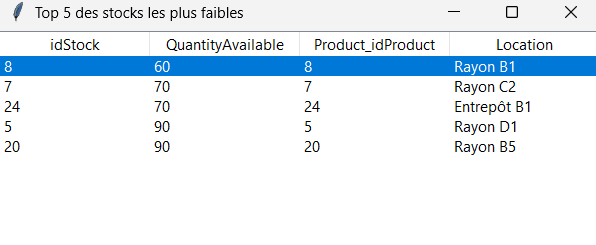 Top 5 des stocks les plus faibles
idStock QuantityAvailable Product_idProduct Location
8 60 8 Rayon B1
7 70 7 Rayon C2
24 70 24 Entrepôt B1
5 90 5 Rayon D1
20 90 20 Rayon B5